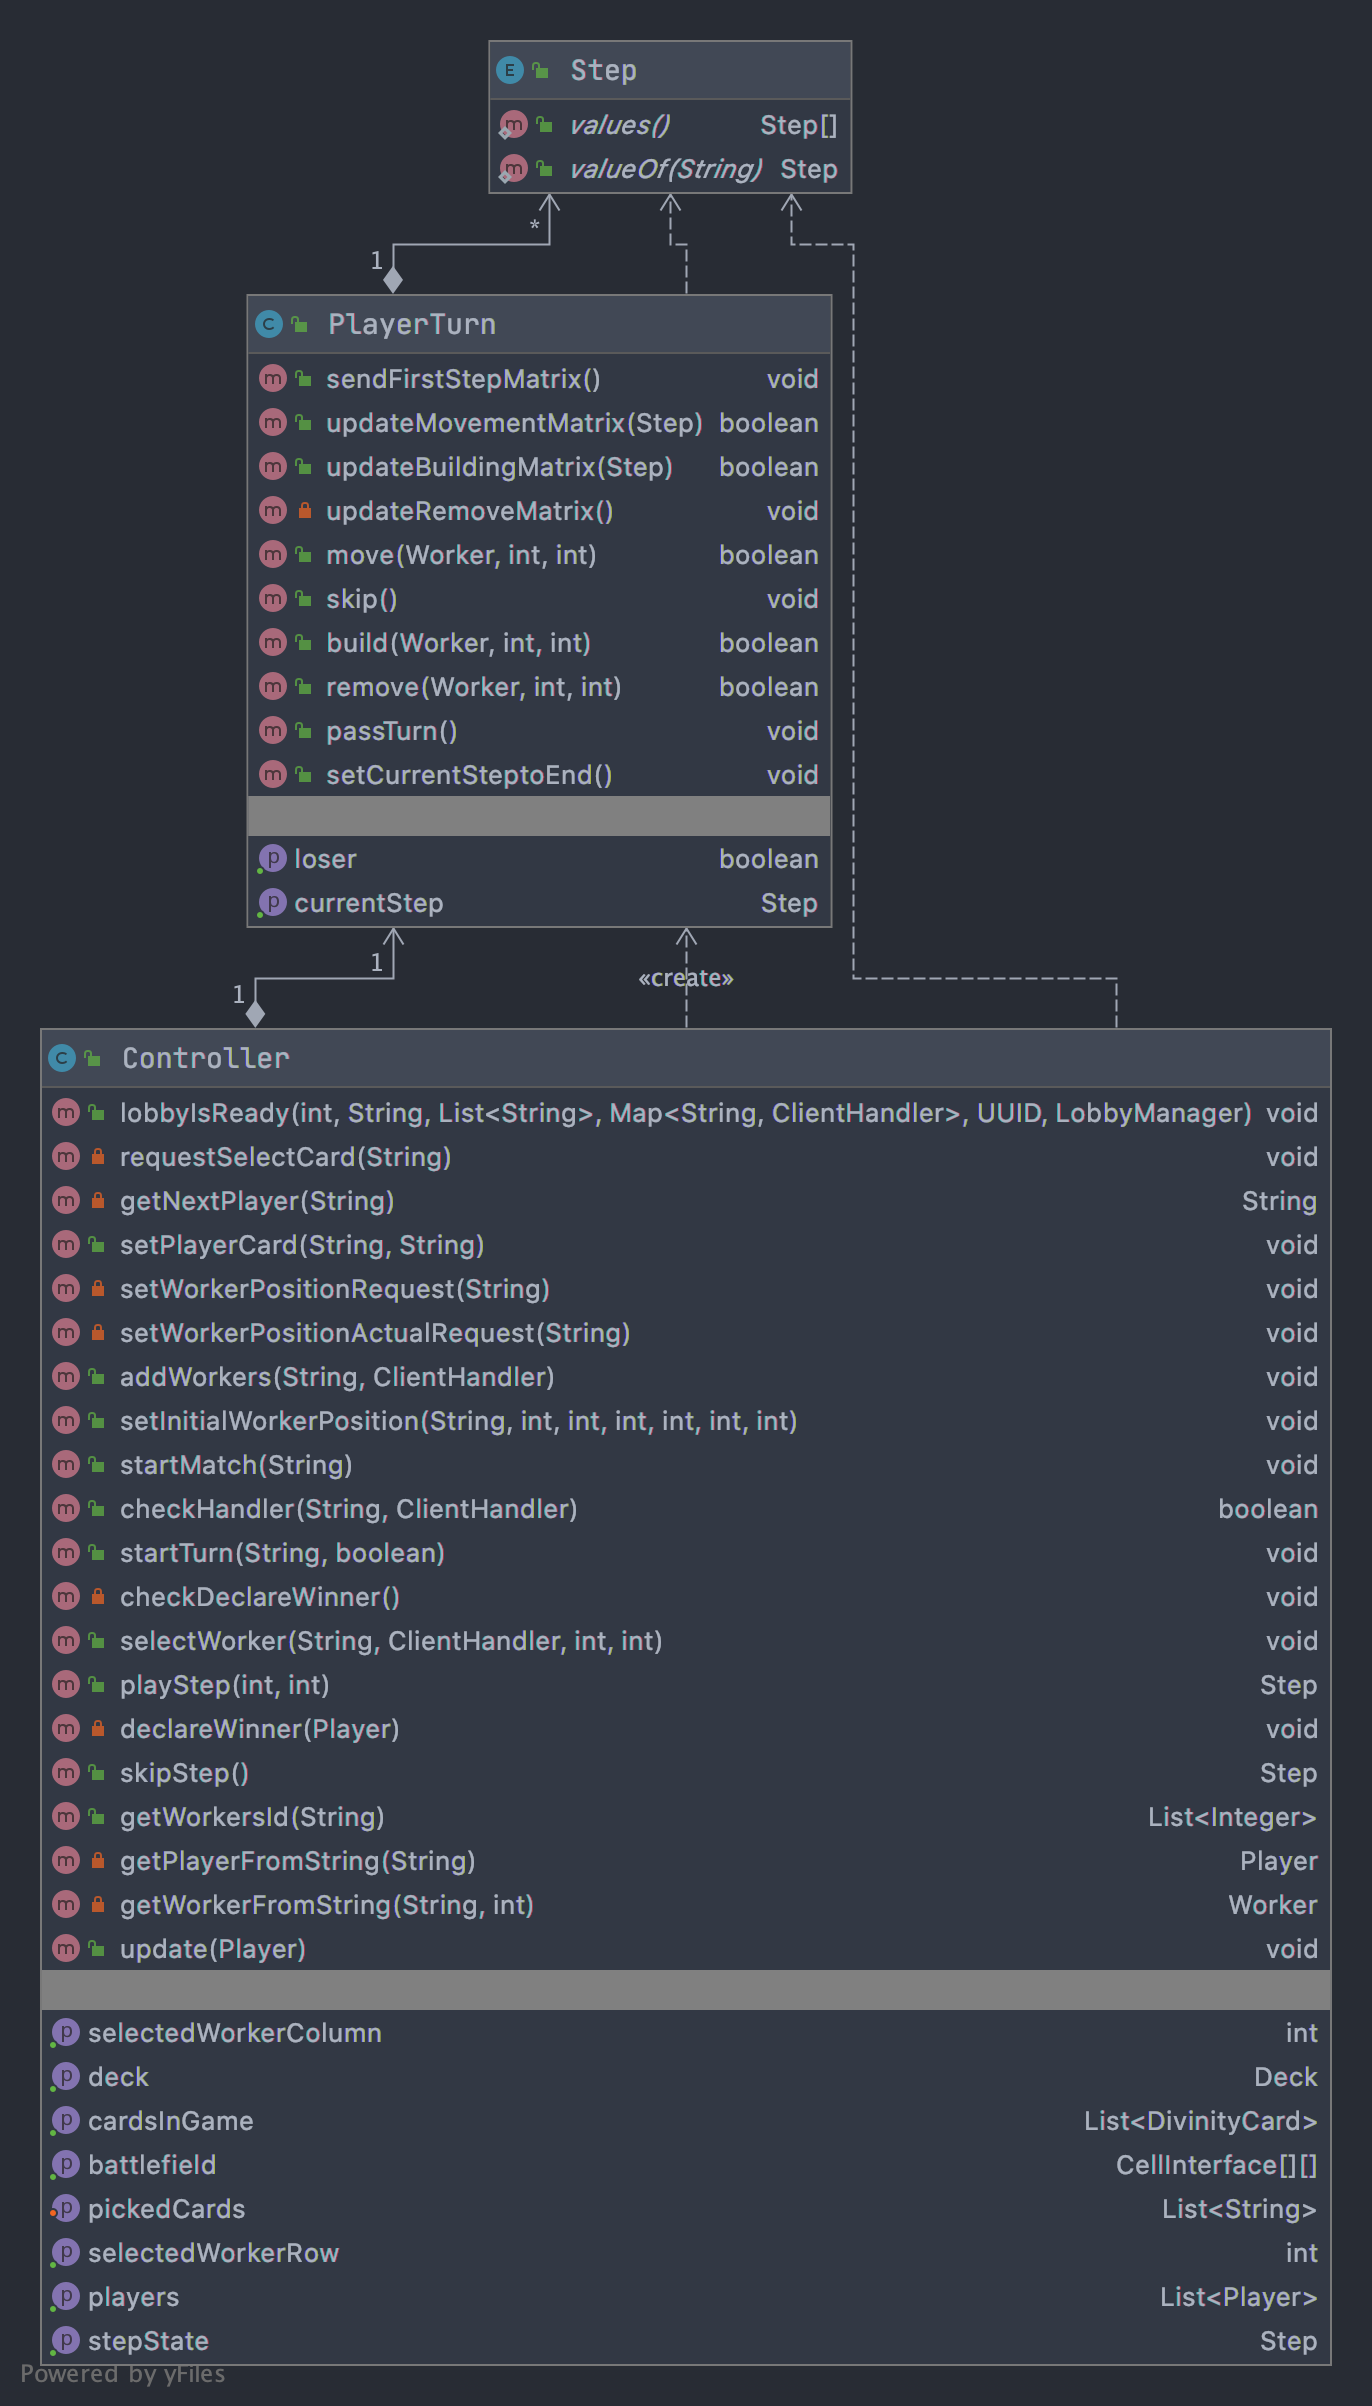 E Step
m values() Step[]
m valueOf(String) Step
*
1
C PlayerTurn
m sendFirstStepMatrix() void
m updateMovementMatrix(Step) boolean
m updateBuildingMatrix(Step) boolean
m updateRemoveMatrix() void
m move(Worker, int, int) boolean
m skip() void
m build(Worker, int, int) boolean
m remove(Worker, int, int) boolean
m passTurn() void
m setCurrentSteptoEnd() void
p loser boolean
p currentStep Step
1
«create»
1
C Controller
m lobbyIsReady(int, String, List<String>, Map<String, ClientHandler>, UUID, LobbyManager) void
m requestSelectCard(String) void
m getNextPlayer(String) String
m setPlayerCard(String, String) void
m setWorkerPositionRequest(String) void
m setWorkerPositionActualRequest(String) void
m addWorkers(String, ClientHandler) void
m setInitialWorkerPosition(String, int, int, int, int, int, int) void
m startMatch(String) void
m checkHandler(String, ClientHandler) boolean
m startTurn(String, boolean) void
m checkDeclareWinner() void
m selectWorker(String, ClientHandler, int, int) void
m playStep(int, int) Step
m declareWinner(Player) void
m skipStep() Step
m getWorkersId(String) List<Integer>
m getPlayerFromString(String) Player
m getWorkerFromString(String, int) Worker
m update(Player) void
p selectedWorkerColumn int
p deck Deck
p cardsInGame List<DivinityCard>
p battlefield CellInterface[][]
p pickedCards List<String>
p selectedWorkerRow int
p players List<Player>
p stepState Step
Powered by yFiles